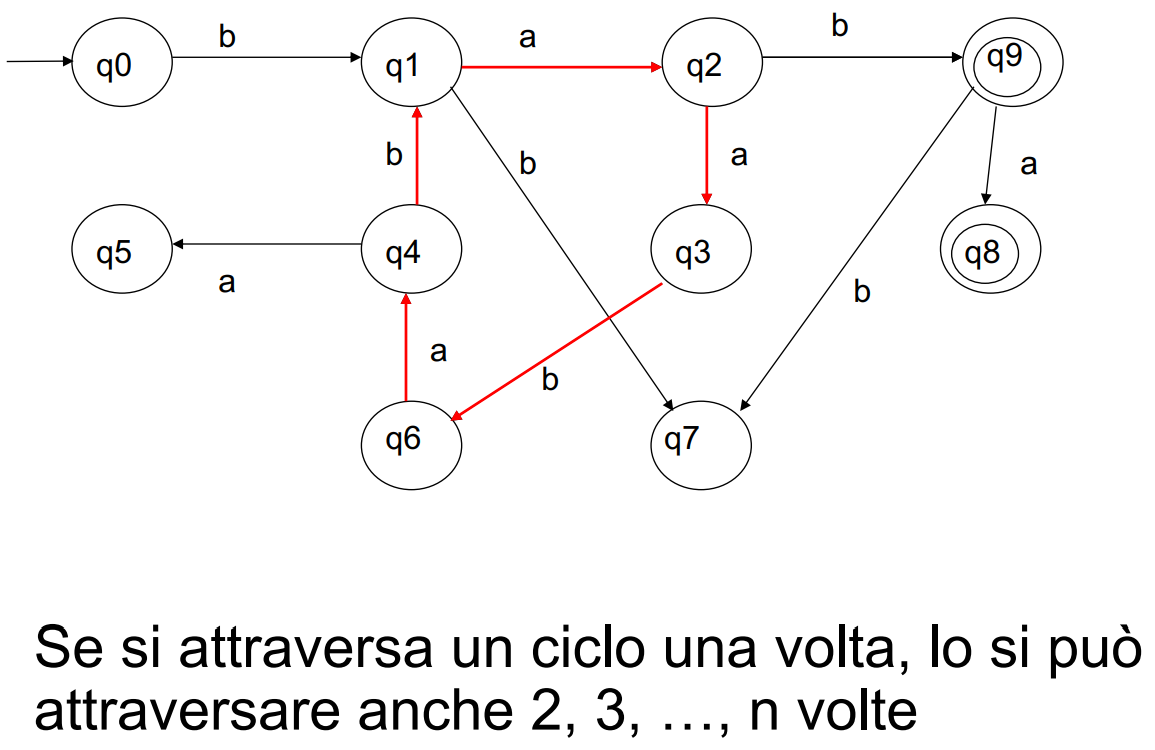 b a b
q0 q1 q2 q9
b b a a
q5 q4 q3 q8
a b
a b
q6 q7
Se si attraversa un ciclo una volta, lo si può
attraversare anche 2, 3, …, n volte